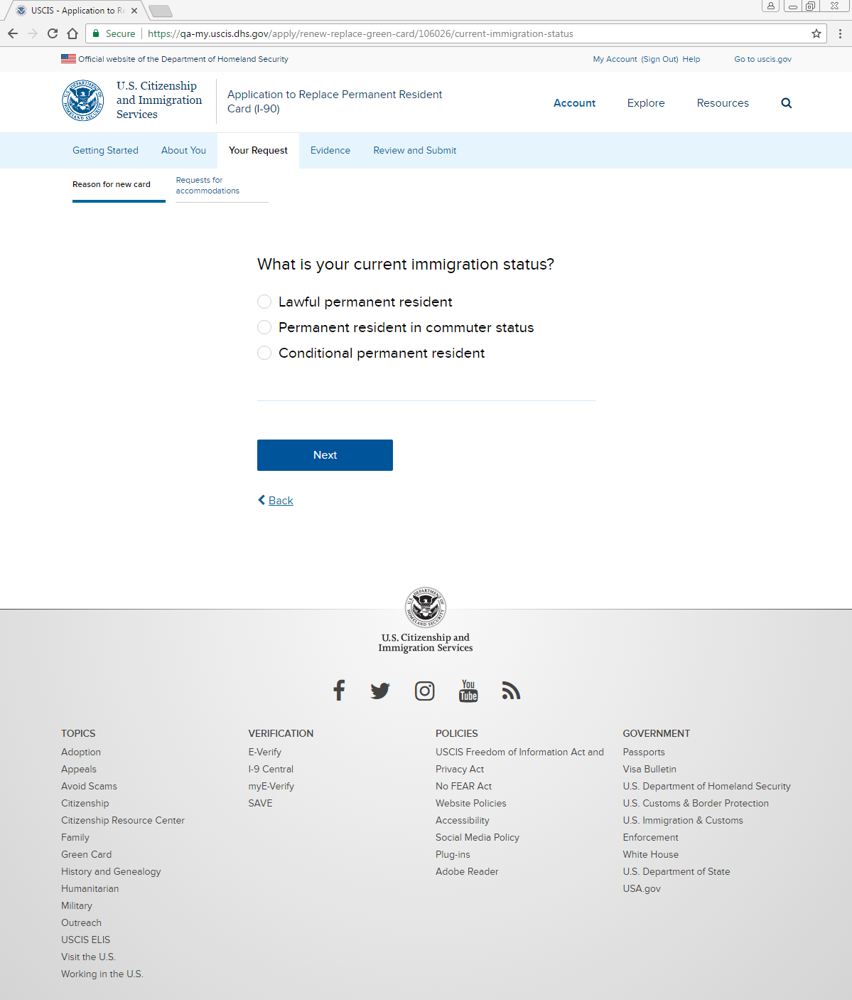 USCIS - Application to Re
Secure
https://qa-my.uscis.dhs.gov/apply/renew-replace-green-card/106026/current-immigration-status
Official website of the Department of Homeland Security
My Account (Sign Out) Help
Go to uscis.gov
U.S. Citizenship
and Immigration
Services
Application to Replace Permanent Resident
Card (I-90)
Account
Explore
Resources
Getting Started
About You
Your Request
Evidence
Review and Submit
Reason for new card
Requests for
accommodations
What is your current immigration status?
Lawful permanent resident
Permanent resident in commuter status
Conditional permanent resident
Next
Back
U.S. DEPARTMENT OF HOMELAND SECURITY
U.S. Citizenship and
Immigration Services
You
Tube
TOPICS
Adoption
Appeals
Avoid Scams
Citizenship
Citizenship Resource Center
Family
Green Card
History and Genealogy
Humanitarian
Military
Outreach
USCIS ELIS
Visit the U.S.
Working in the U.S.
VERIFICATION
E-Verify
I-9 Central
myE-Verify
SAVE
POLICIES
USCIS Freedom of Information Act and
Privacy Act
No FEAR Act
Website Policies
Accessibility
Social Media Policy
Plug-ins
Adobe Reader
GOVERNMENT
Passports
Visa Bulletin
U.S. Department of Homeland Security
U.S. Customs & Border Protection
U.S. Immigration & Customs
Enforcement
White House
U.S. Department of State
USA.gov